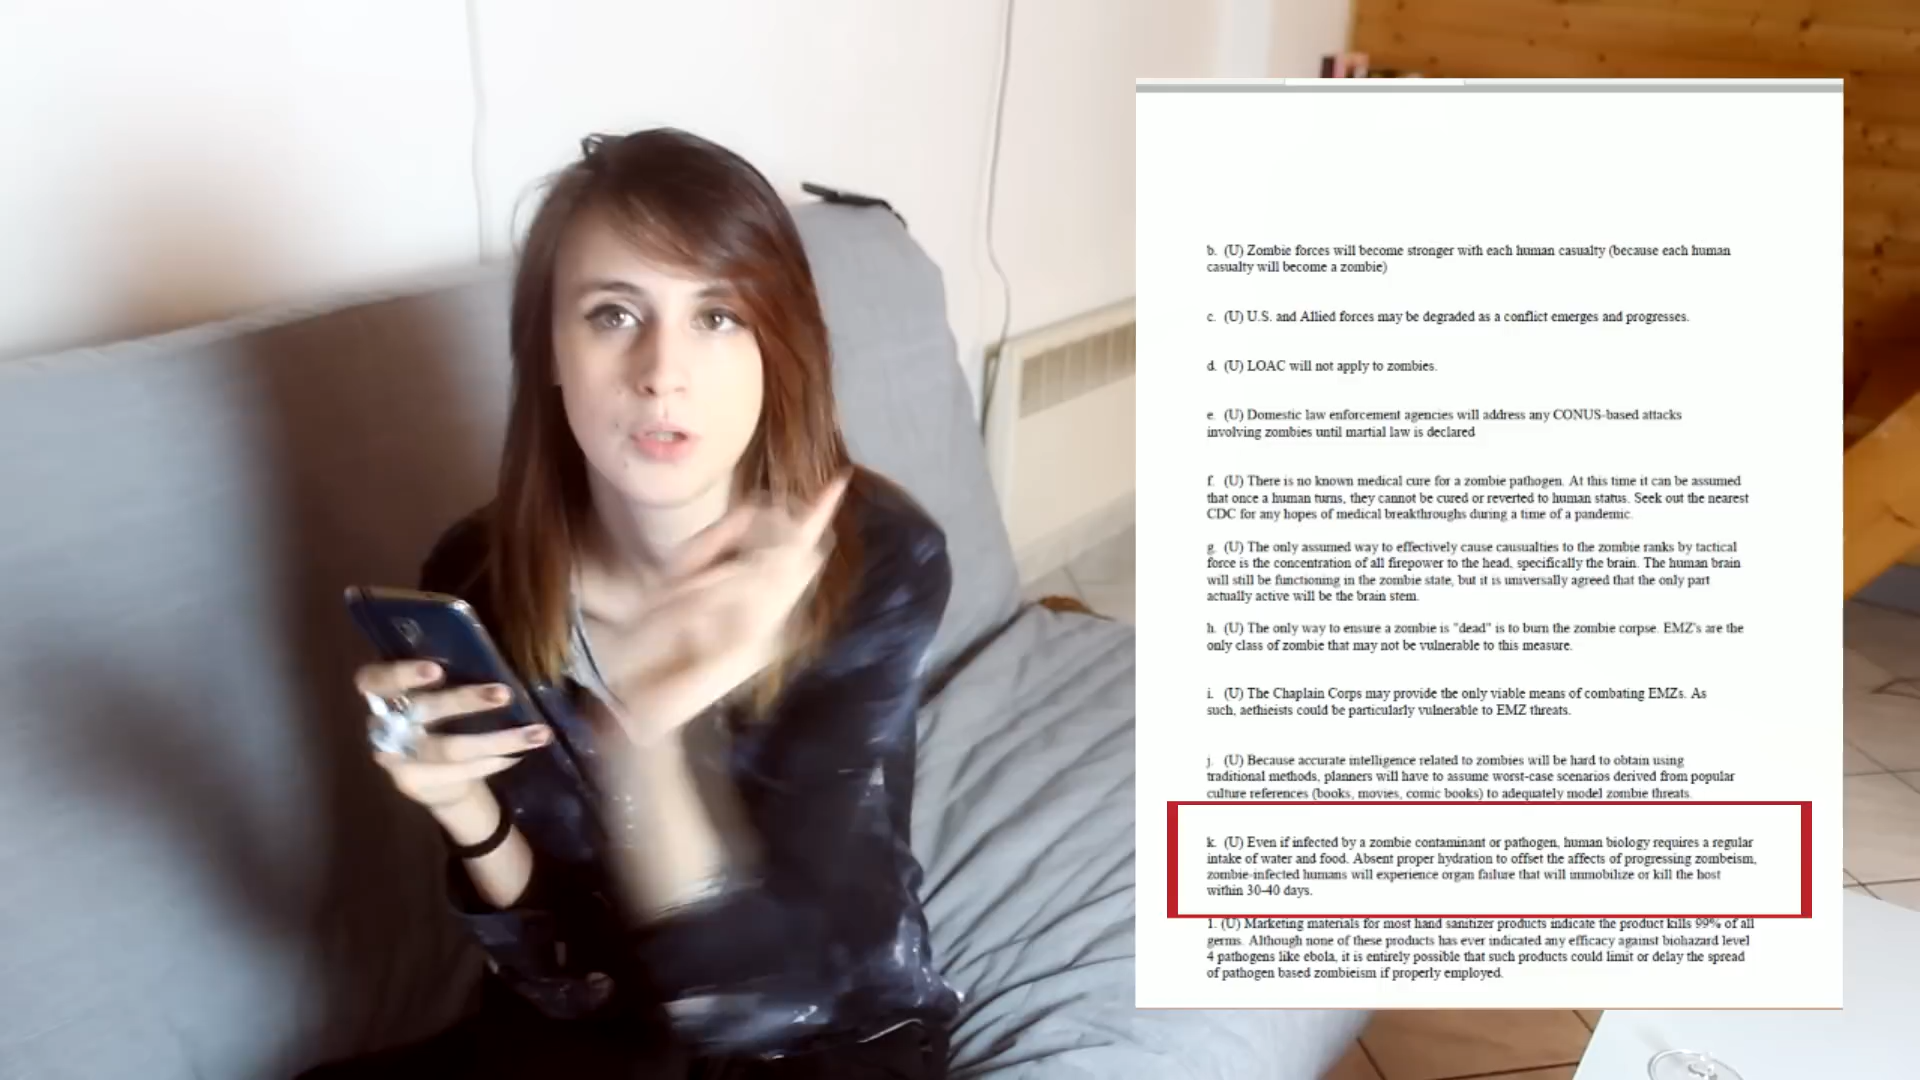 b. (U) Zombie forces will become stronger with each human casualty (because each human
casualty will become a zombie)
c. (U) U.S. and Allied forces may be degraded as a conflict emerges and progresses.
d. (U) LOAC will not apply to zombies.
e. (U) Domestic law enforcement agencies will address any CONUS-based attacks
involving zombies until martial law is declared
f. (U) There is no known medical cure for a zombie pathogen. At this time it can be assumed
that once a human turns, they cannot be cured or reverted to human status. Seek out the nearest
CDC for any hopes of medical breakthroughs during a time of a pandemic.
g. (U) The only assumed way to effectively cause causualties to the zombie ranks by tactical
force is the concentration of all firepower to the head, specifically the brain. The human brain
will still be functioning in the zombie state, but it is universally agreed that the only part
actually active will be the brain stem.
h. (U) The only way to ensure a zombie is "dead" is to burn the zombie corpse. EMZ's are the
only class of zombie that may not be vulnerable to this measure.
i. (U) The Chaplain Corps may provide the only viable means of combating EMZs. As
such, aethieists could be particularly vulnerable to EMZ threats.
j. (U) Because accurate intelligence related to zombies will be hard to obtain using
traditional methods, planners will have to assume worst-case scenarios derived from popular
culture references (books, movies, comic books) to adequately model zombie threats.
k. (U) Even if infected by a zombie contaminant or pathogen, human biology requires a regular
intake of water and food. Absent proper hydration to offset the affects of progressing zombeism,
zombie-infected humans will experience organ failure that will immobilize or kill the host
within 30-40 days.
l. (U) Marketing materials for most hand sanitizer products indicate the product kills 99% of all
germs. Although none of these products has ever indicated any efficacy against biohazard level
4 pathogens like ebola, it is entirely possible that such products could limit or delay the spread
of pathogen based zombieism if properly employed.